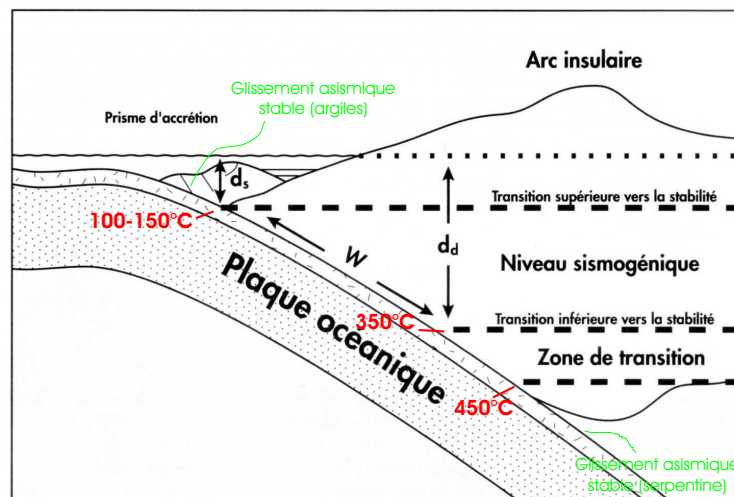 Arc insulaire
Glissement asismique
stable (argiles)
Prisme d'accrétion
ds
Transition supérieure vers la stabilité
100-150°C
W
dd
Niveau sismogénique
Plaque oceanique
350°C
Transition inférieure vers la stabilité
Zone de transition
450°C
Glissement asismique
stable (serpentine)